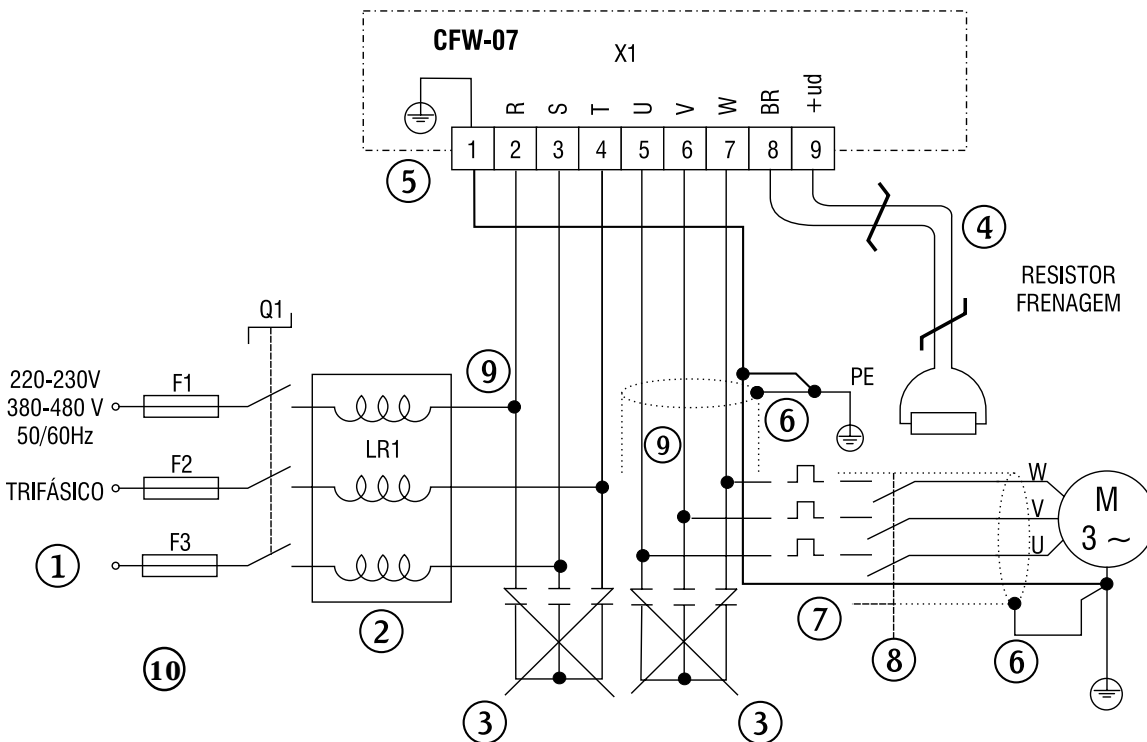 CFW-07
X1
R S T U V W BR +ud
1 2 3 4 5 6 7 8 9
5
4
RESISTOR
FRENAGEM
Q1
220-230V
380-480 V
50/60Hz
F1
9
PE
6
LR1
9
TRIFÁSICO
F2
W
V
U
M
3 ~
1
F3
2
7
8
6
10
3
3